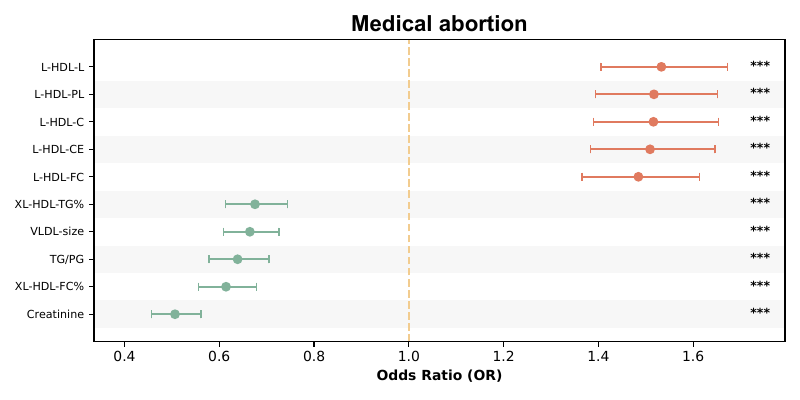 Medical abortion
L-HDL-L ***
L-HDL-PL ***
L-HDL-C ***
L-HDL-CE ***
L-HDL-FC ***
XL-HDL-TG% ***
VLDL-size ***
TG/PG ***
XL-HDL-FC% ***
Creatinine ***
0.4 0.6 0.8 1.0 1.2 1.4 1.6
Odds Ratio (OR)